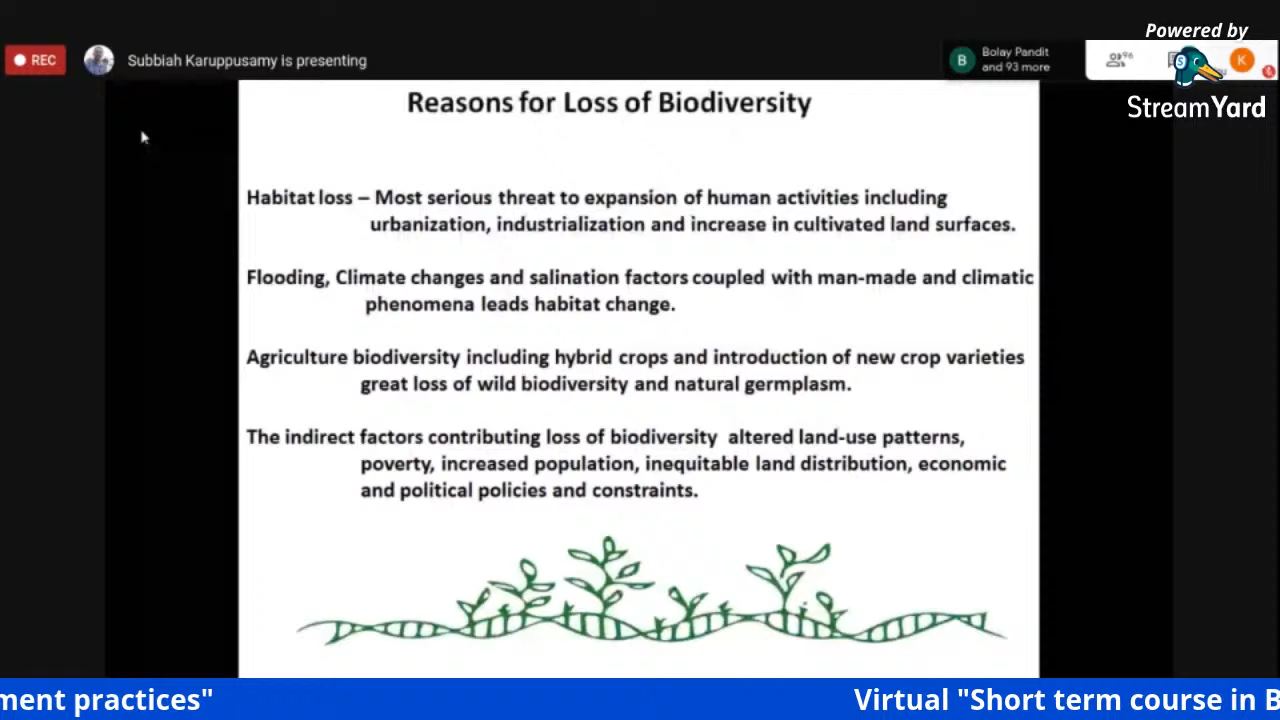 Powered by
REC
Subbiah Karuppusamy is presenting
B
Bolay Pandit
and 93 more
96
K
StreamYard
Reasons for Loss of Biodiversity
Habitat loss – Most serious threat to expansion of human activities including
urbanization, industrialization and increase in cultivated land surfaces.
Flooding, Climate changes and salination factors coupled with man-made and climatic
phenomena leads habitat change.
Agriculture biodiversity including hybrid crops and introduction of new crop varieties
great loss of wild biodiversity and natural germplasm.
The indirect factors contributing loss of biodiversity altered land-use patterns,
poverty, increased population, inequitable land distribution, economic
and political policies and constraints.
ment practices" Virtual "Short term course in B